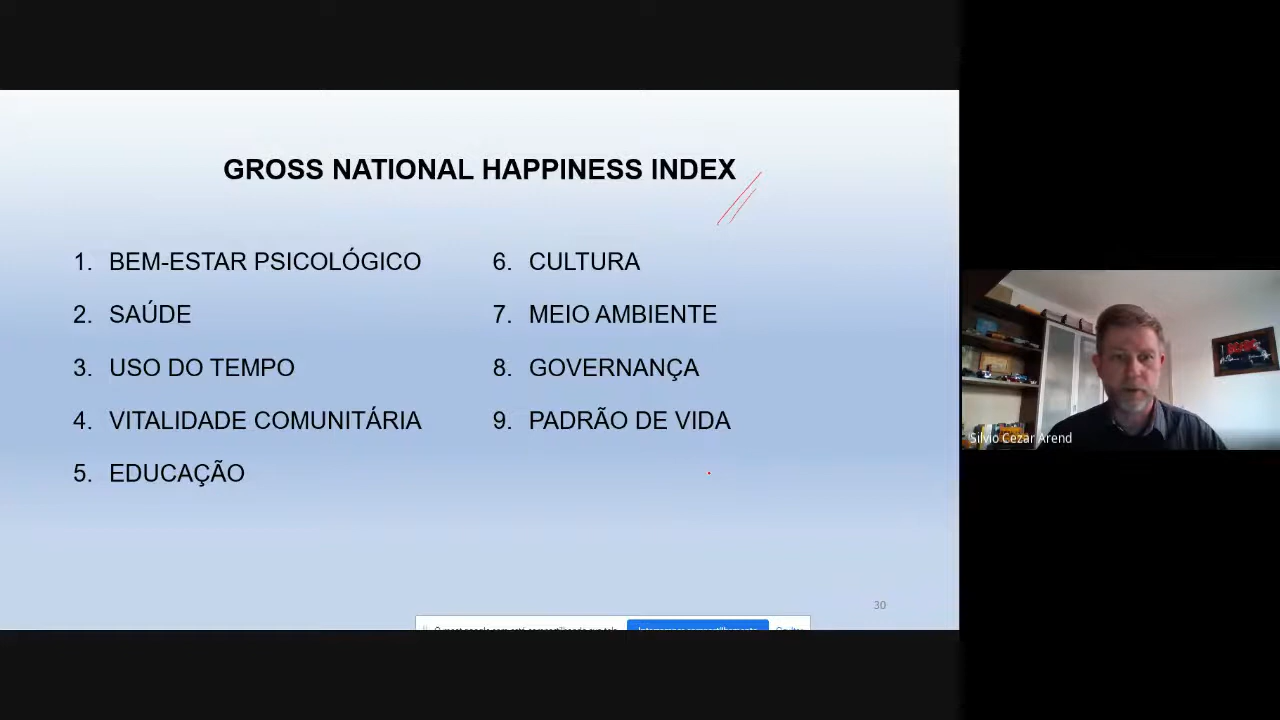 GROSS NATIONAL HAPPINESS INDEX
1. BEM-ESTAR PSICOLÓGICO
2. SAÚDE
3. USO DO TEMPO
4. VITALIDADE COMUNITÁRIA
5. EDUCAÇÃO
6. CULTURA
7. MEIO AMBIENTE
8. GOVERNANÇA
9. PADRÃO DE VIDA
30
Silvio Cezar Arend